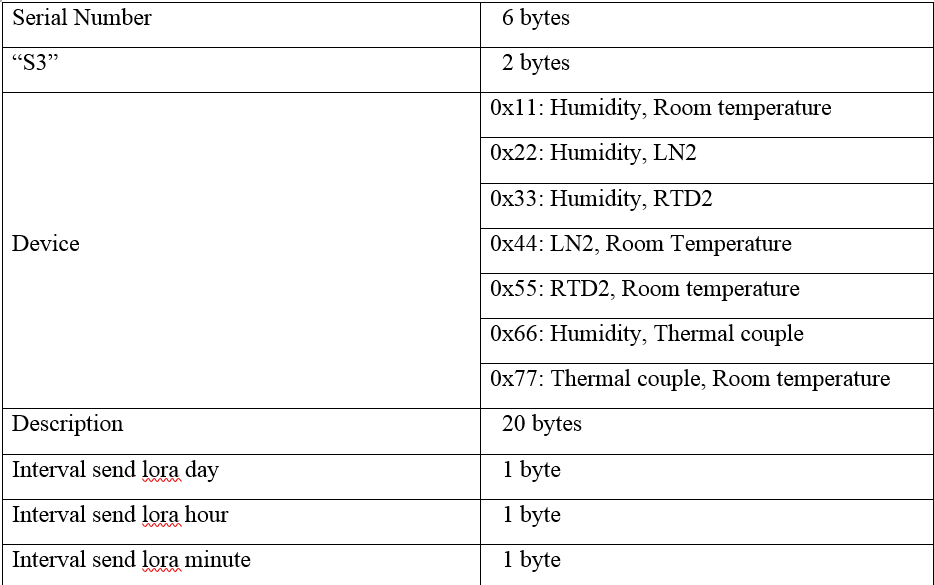 Serial Number 6 bytes
“S3” 2 bytes
Device
0x11: Humidity, Room temperature
0x22: Humidity, LN2
0x33: Humidity, RTD2
0x44: LN2, Room Temperature
0x55: RTD2, Room temperature
0x66: Humidity, Thermal couple
0x77: Thermal couple, Room temperature
Description 20 bytes
Interval send lora day 1 byte
Interval send lora hour 1 byte
Interval send lora minute 1 byte